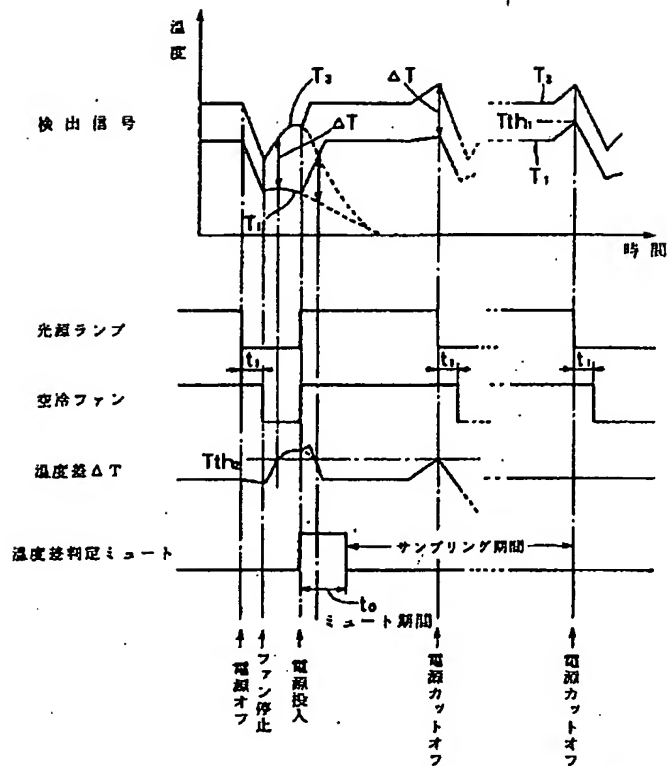 温度
T₂
ΔT
ΔT
T₂
Tth₁
検出信号
T₁
T₁
時間
光源ランプ
t₁
t₁
t₁
空冷ファン
Tth₂
温度差ΔT
サンプリング期間
温度差判定ミュート
t₀
ミュート期間
電源オフ
ファン停止
電源投入
電源カットオフ
電源カットオフ